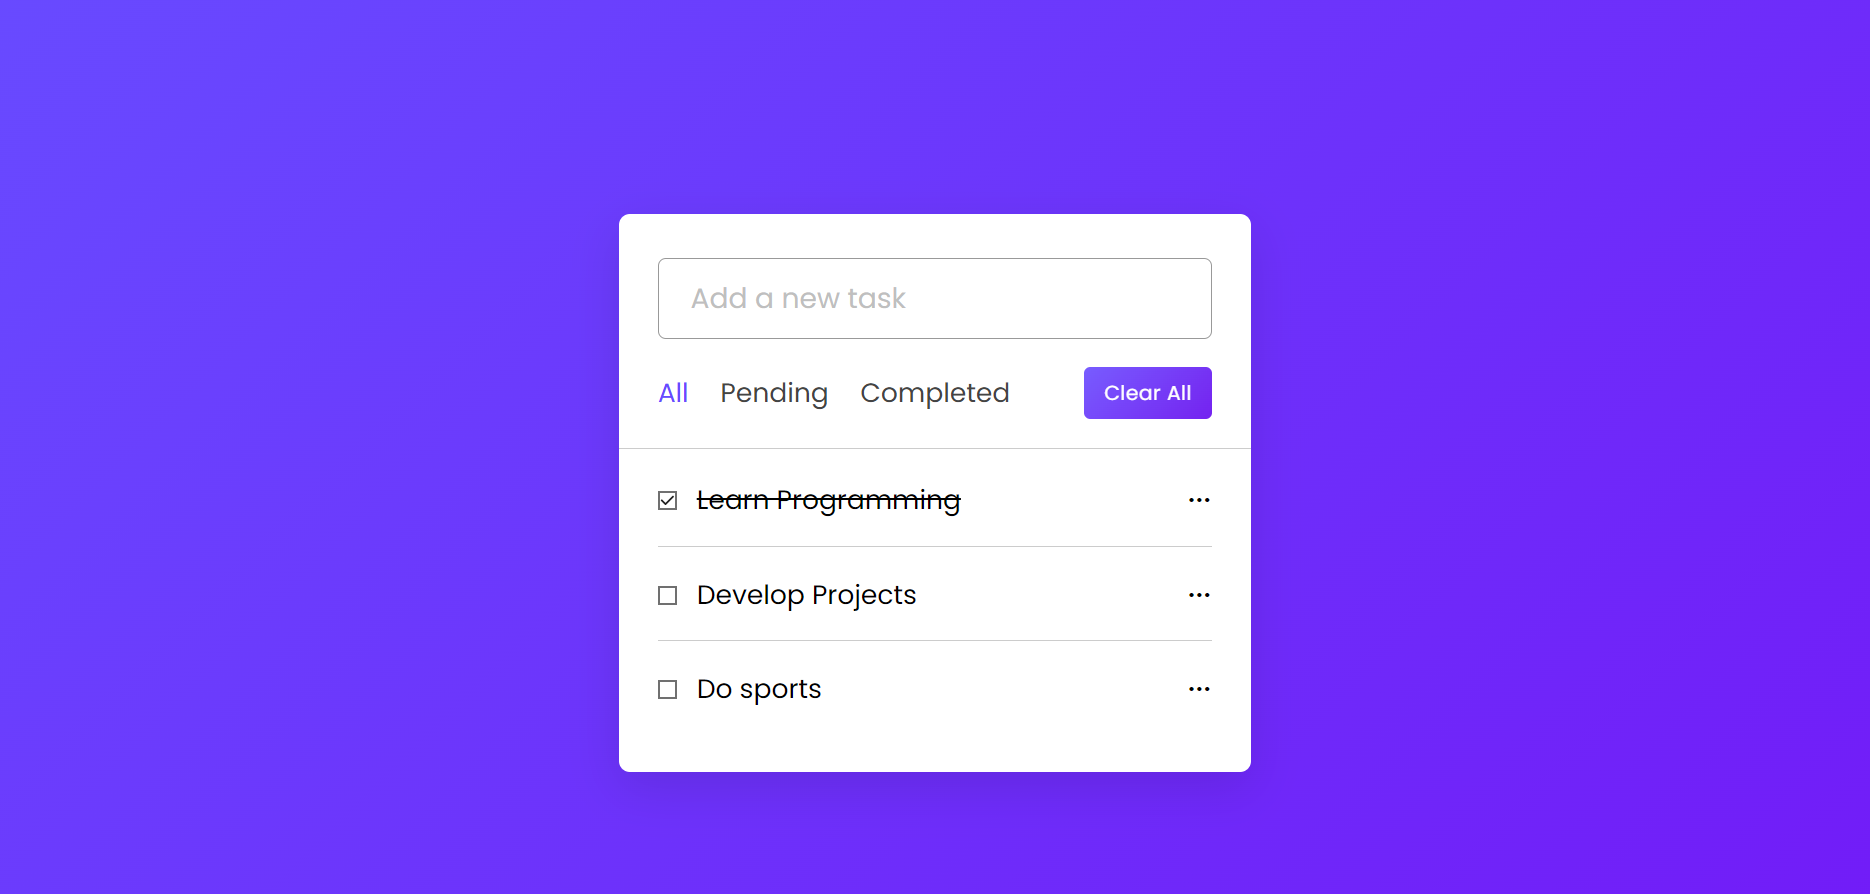 Add a new task
All Pending Completed Clear All
Learn Programming
Develop Projects
Do sports